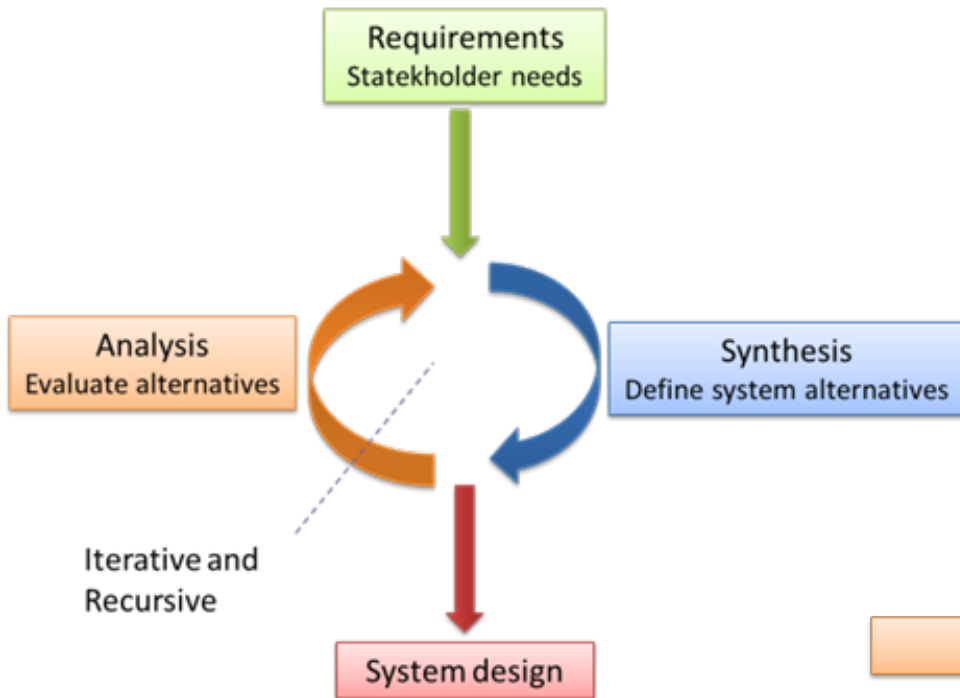 Requirements
Statekholder needs
Analysis
Evaluate alternatives
Synthesis
Define system alternatives
Iterative and
Recursive
System design